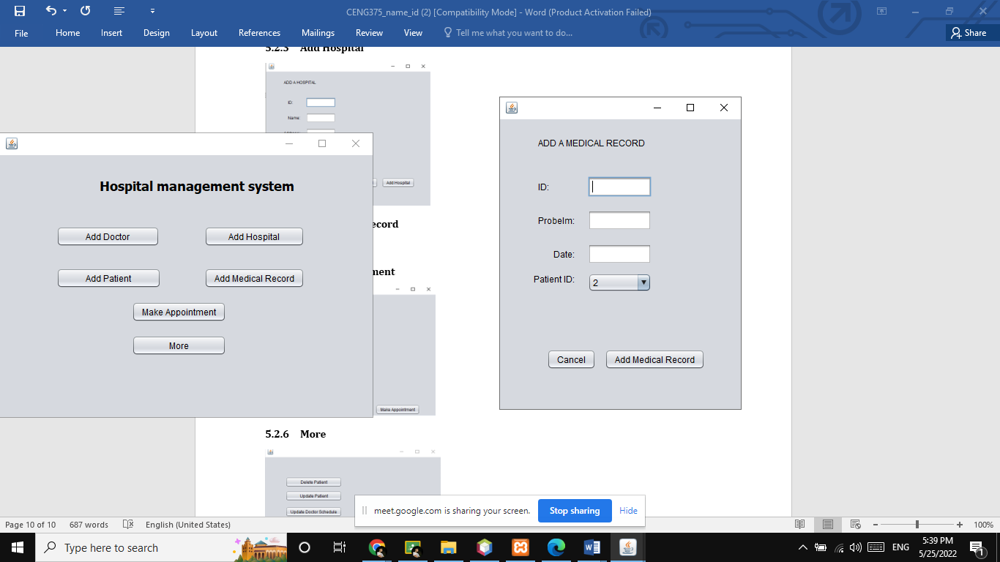 CENG375_name_id (2) [Compatibility Mode] - Word (Product Activation Failed)
File Home Insert Design Layout References Mailings Review View Tell me what you want to do... Share
5.2.3 Add Hospital
ADD A HOSPITAL
ID:
Name:
Add Hospital
Hospital management system
Add Doctor
Add Hospital
Add Patient
Add Medical Record
Make Appointment
More
ecord
ment
Make Appointment
ADD A MEDICAL RECORD
ID:
Probelm:
Date:
Patient ID: 2
Cancel
Add Medical Record
5.2.6 More
Delete Patient
Update Patient
Update Doctor Schedule
meet.google.com is sharing your screen. Stop sharing Hide
Page 10 of 10 687 words English (United States) 100%
Type here to search
ENG
5:39 PM
5/25/2022
1